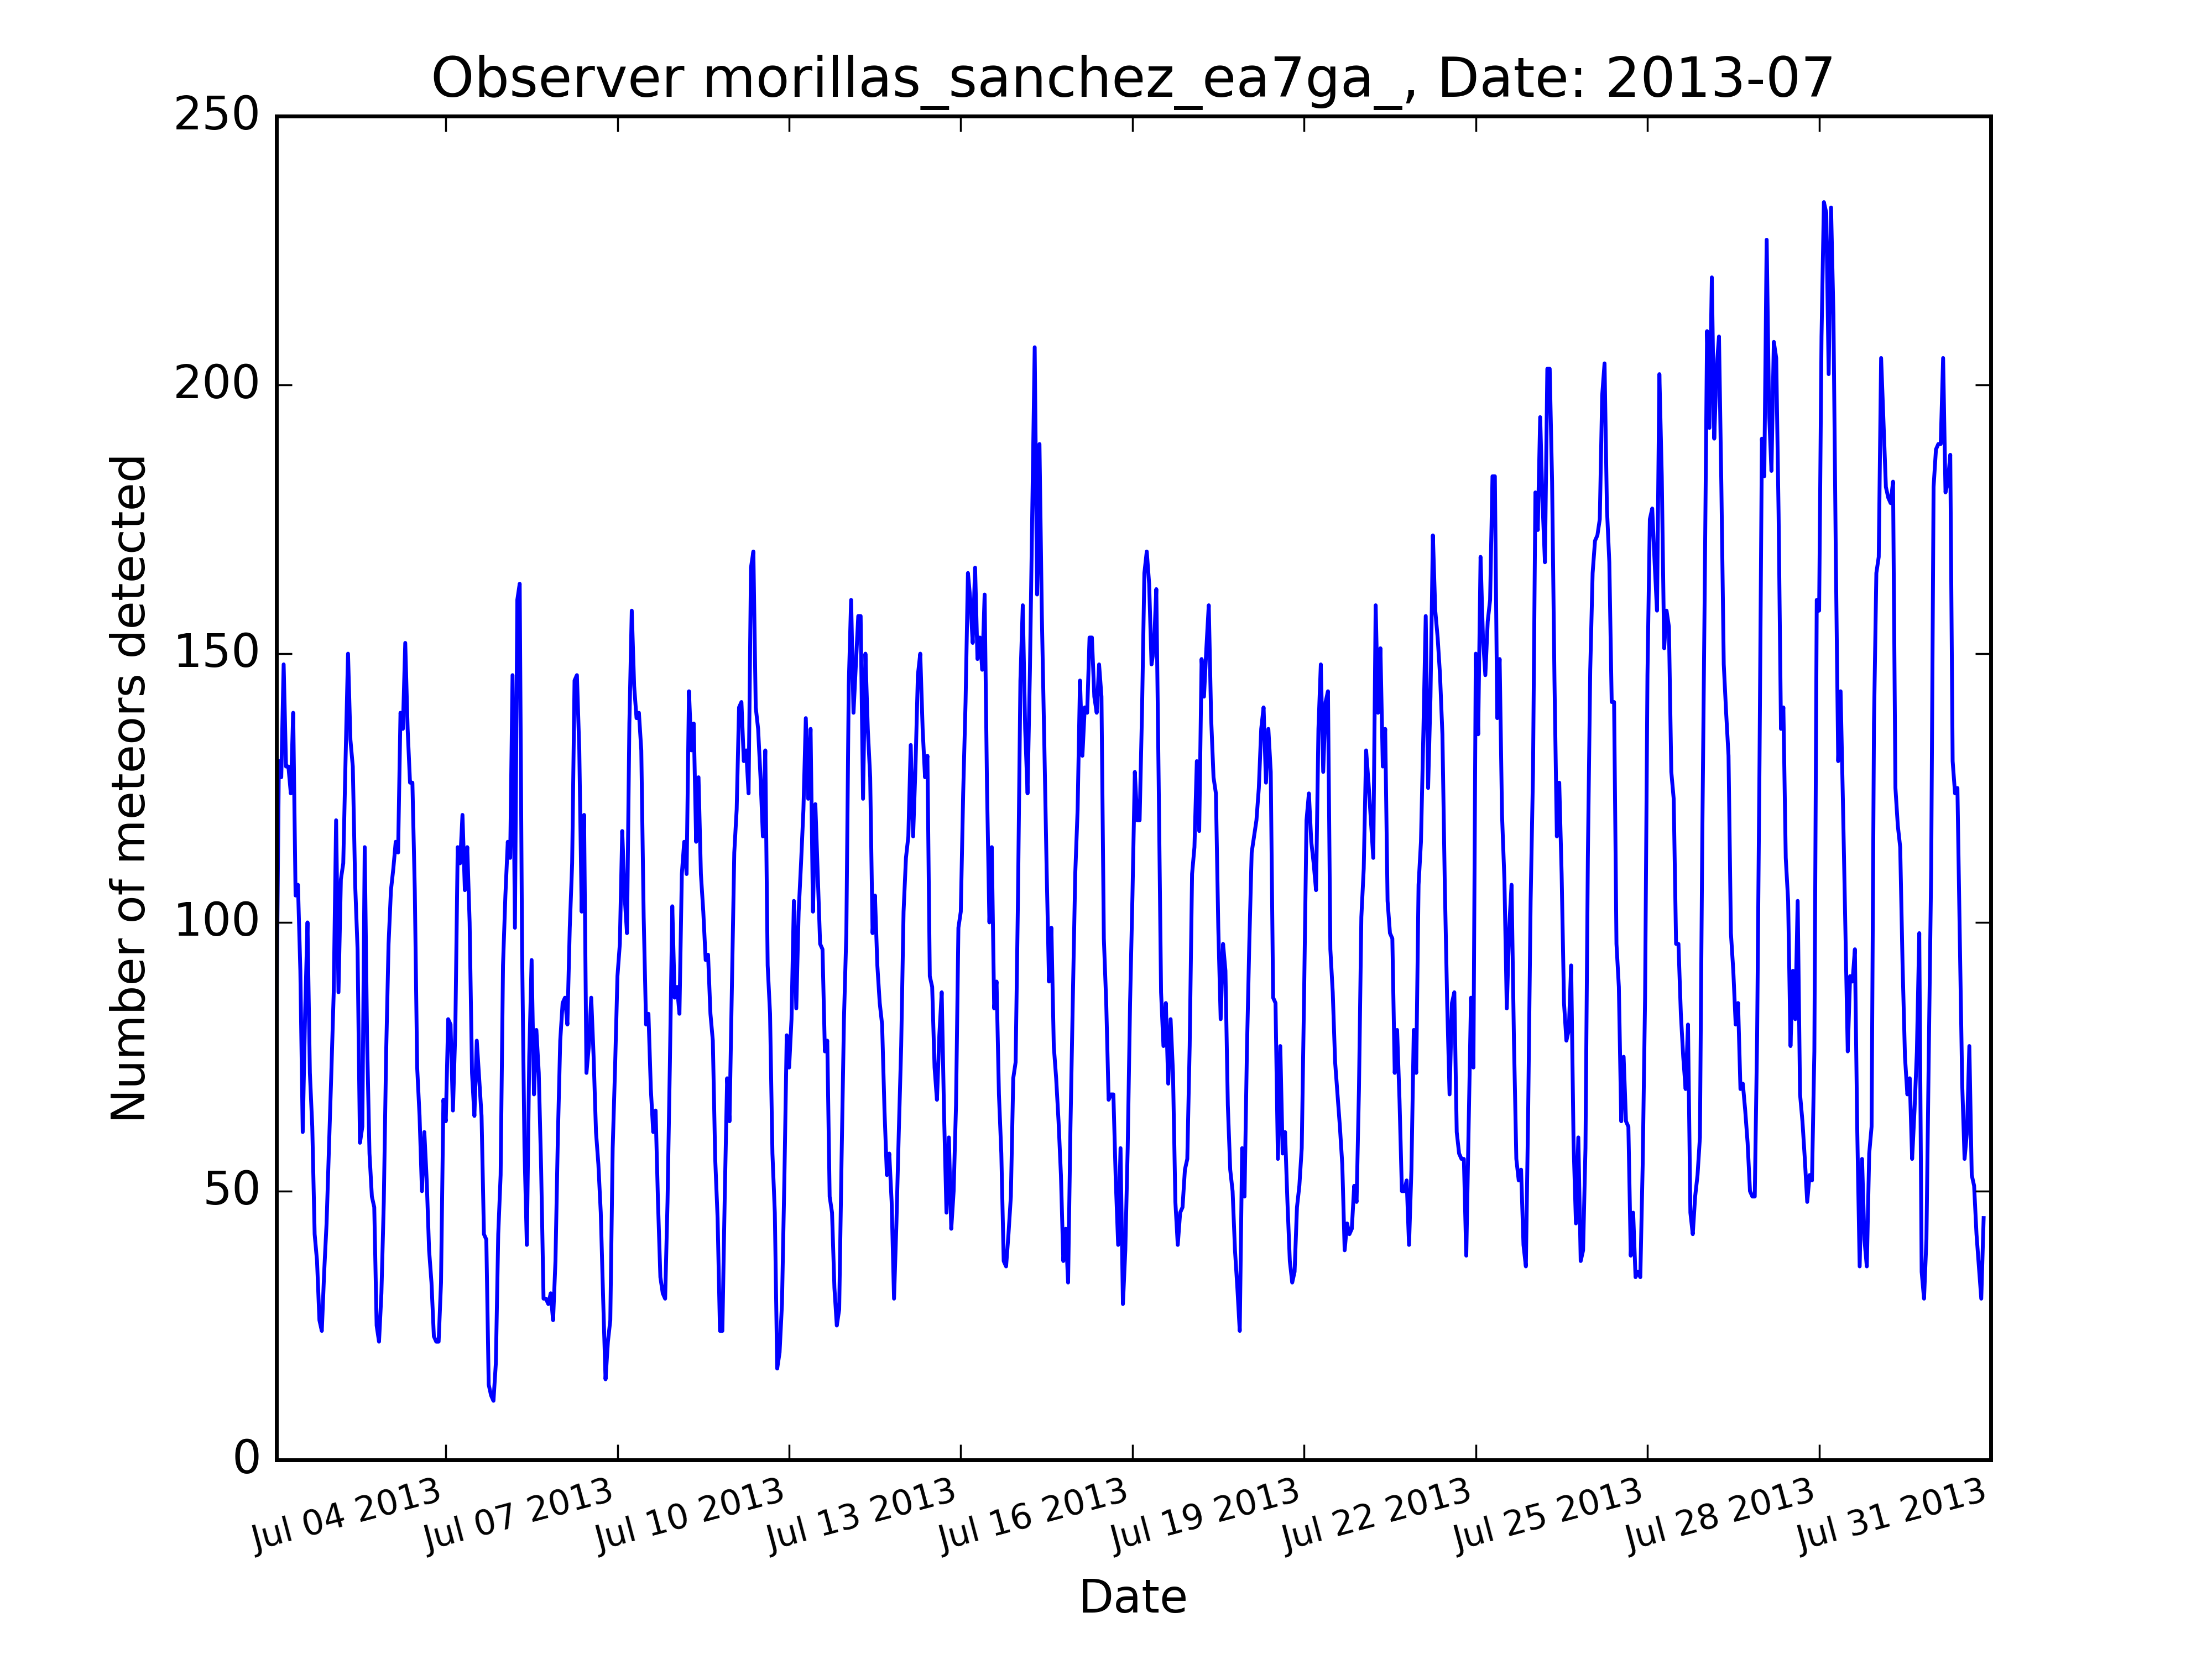 Observer morillas_sanchez_ea7ga_, Date: 2013-07
250
200
150
100
50
0
Number of meteors detected
Jul 04 2013
Jul 07 2013
Jul 10 2013
Jul 13 2013
Jul 16 2013
Jul 19 2013
Jul 22 2013
Jul 25 2013
Jul 28 2013
Jul 31 2013
Date